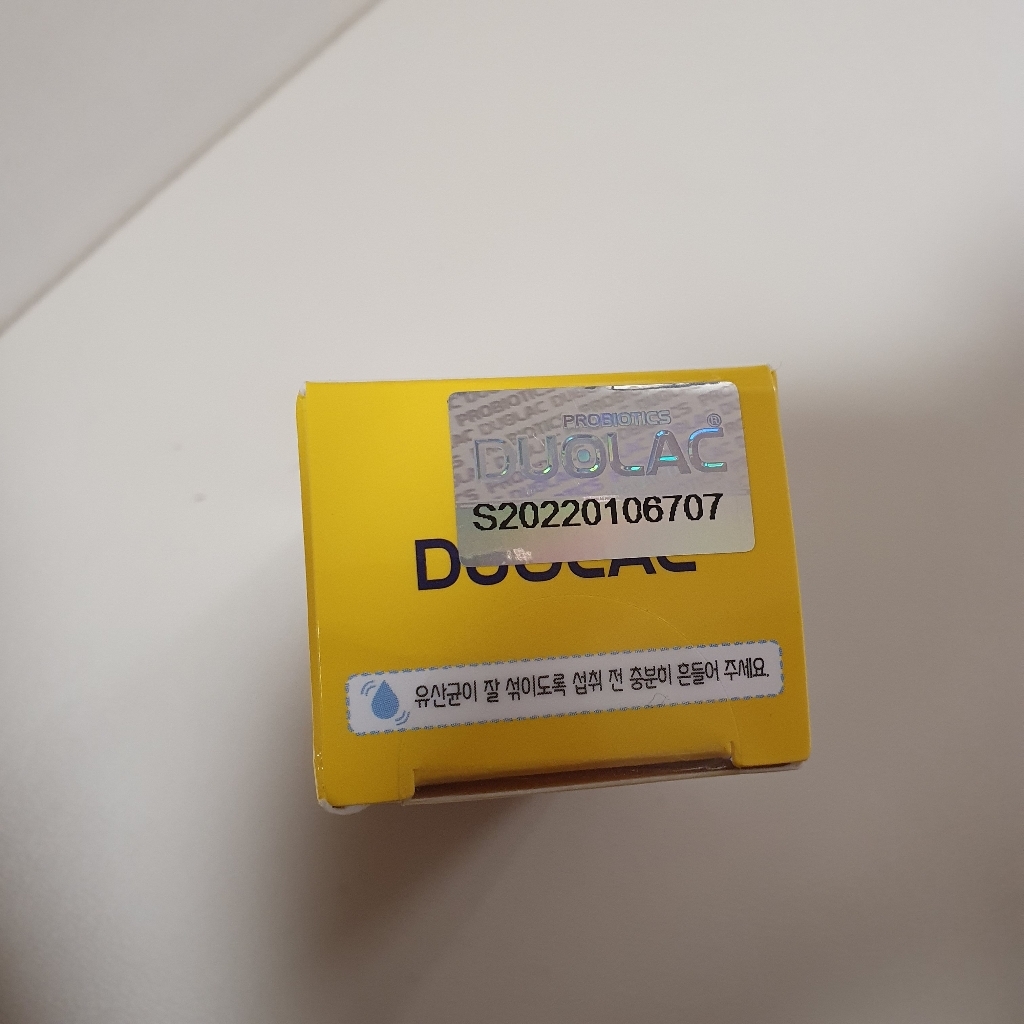 PROBIOTICS
DUOLAC®
S20220106707
DUOLAC
유산균이 잘 섞이도록 섭취 전 충분히 흔들어 주세요.